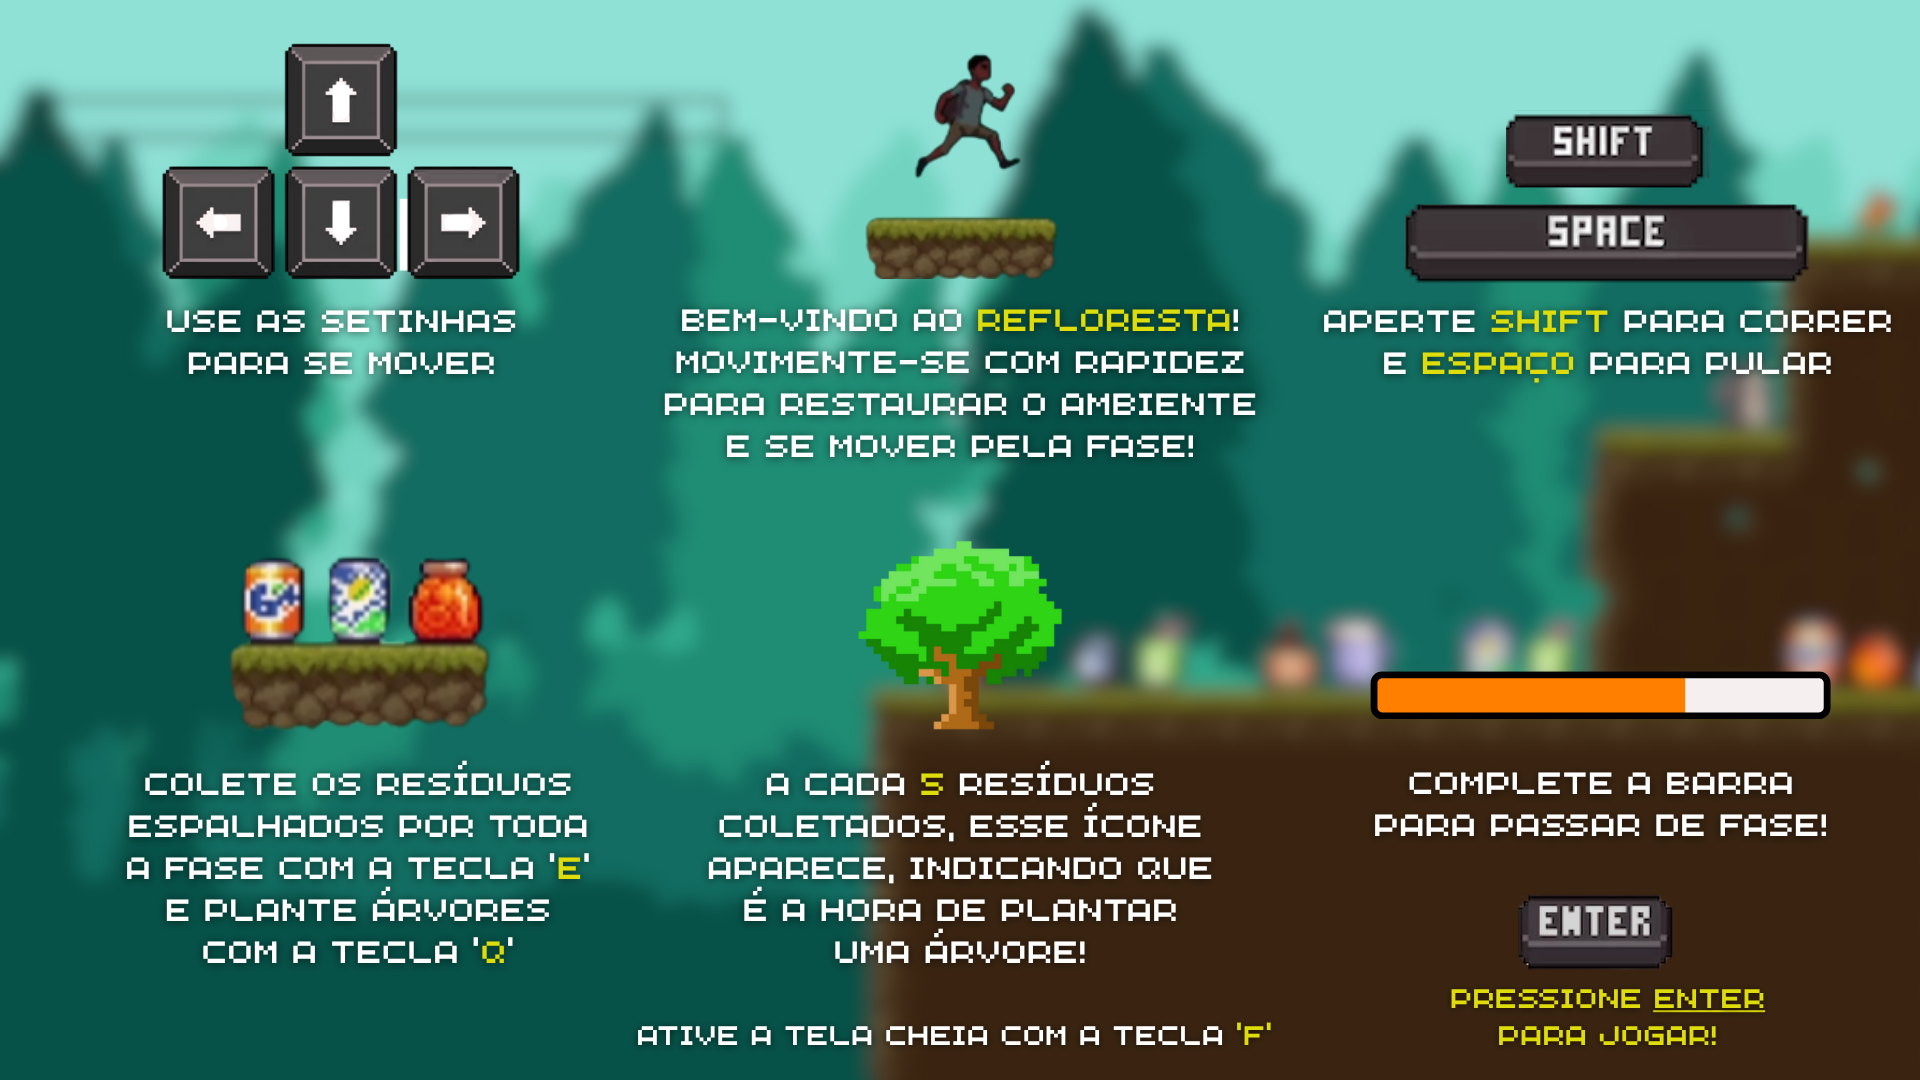 USE AS SETINHAS
PARA SE MOVER
BEM-VINDO AO REFLORESTA!
MOVIMENTE-SE COM RAPIDEZ
PARA RESTAURAR O AMBIENTE
E SE MOVER PELA FASE!
SHIFT
SPACE
APERTE SHIFT PARA CORRER
E ESPAÇO PARA PULAR
COLETE OS RESÍDUOS
ESPALHADOS POR TODA
A FASE COM A TECLA 'E'
E PLANTE ÁRVORES
COM A TECLA 'Q'
A CADA 5 RESÍDUOS
COLETADOS, ESSE ÍCONE
APARECE, INDICANDO QUE
É A HORA DE PLANTAR
UMA ÁRVORE!
COMPLETE A BARRA
PARA PASSAR DE FASE!
ENTER
PRESSIONE ENTER
PARA JOGAR!
ATIVE A TELA CHEIA COM A TECLA 'F'